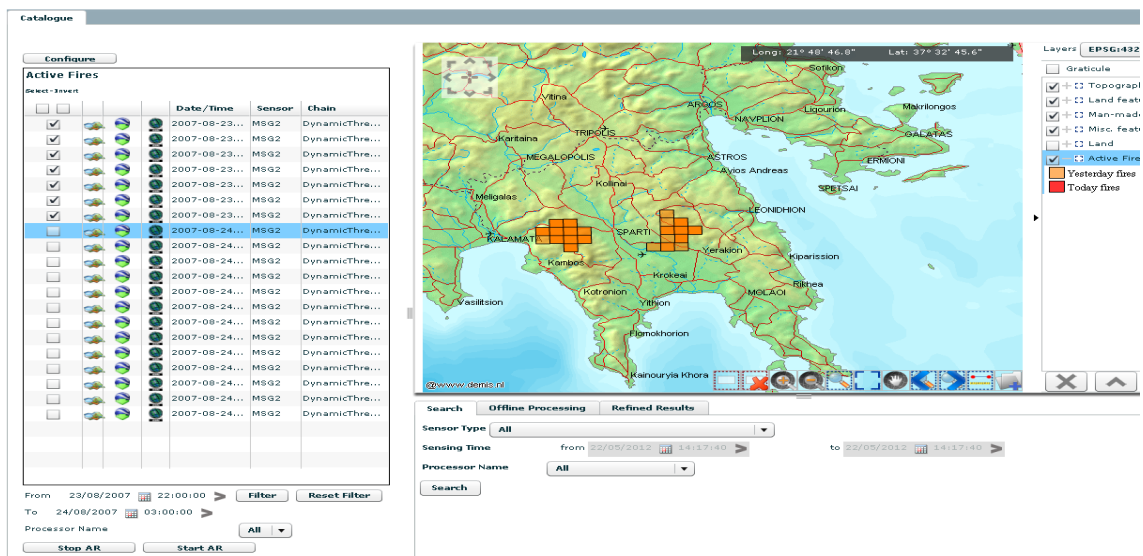 Catalogue
Configure
Active Fires
Select-Invert
Date/Time Sensor Chain
2007-08-23... MSG2 DynamicThre...
2007-08-23... MSG2 DynamicThre...
2007-08-23... MSG2 DynamicThre...
2007-08-23... MSG2 DynamicThre...
2007-08-23... MSG2 DynamicThre...
2007-08-23... MSG2 DynamicThre...
2007-08-23... MSG2 DynamicThre...
2007-08-24... MSG2 DynamicThre...
2007-08-24... MSG2 DynamicThre...
2007-08-24... MSG2 DynamicThre...
2007-08-24... MSG2 DynamicThre...
2007-08-24... MSG2 DynamicThre...
2007-08-24... MSG2 DynamicThre...
2007-08-24... MSG2 DynamicThre...
2007-08-24... MSG2 DynamicThre...
2007-08-24... MSG2 DynamicThre...
2007-08-24... MSG2 DynamicThre...
2007-08-24... MSG2 DynamicThre...
2007-08-24... MSG2 DynamicThre...
2007-08-24... MSG2 DynamicThre...
From 23/08/2007 22:00:00 > Filter Reset Filter
To 24/08/2007 03:00:00 >
Processor Name All
Stop AR Start AR
Long: 21° 48' 46.8" Lat: 37° 32' 45.6"
Sofikon
Vitina
ARGOS
Ligourion
Makrilongos
NAVPLION
TRIPOLIS
Karitaina
GALATAS
MEGALOPOLIS
ASTROS
ERMIONI
Ayios Andreas
Kollinai
SPETSAI
Meligalas
LEONIDHION
SPARTI
KALAMATA
Yerakion
Kiparission
Kambos
Krokeai
Rikhea
Kotronion
MOLAOI
Vasilitsion
Yithion
Flomokhorion
Kainouryia Khora
@www.demis.nl
Layers EPSG:432
Graticule
Topograph
Land feat
Man-made
Misc. feat
Land
Active Fire
Yesterday fires
Today fires
Search Offline Processing Refined Results
Sensor Type All
Sensing Time from 22/05/2012 14:17:40 > to 22/05/2012 14:17:40 >
Processor Name All
Search